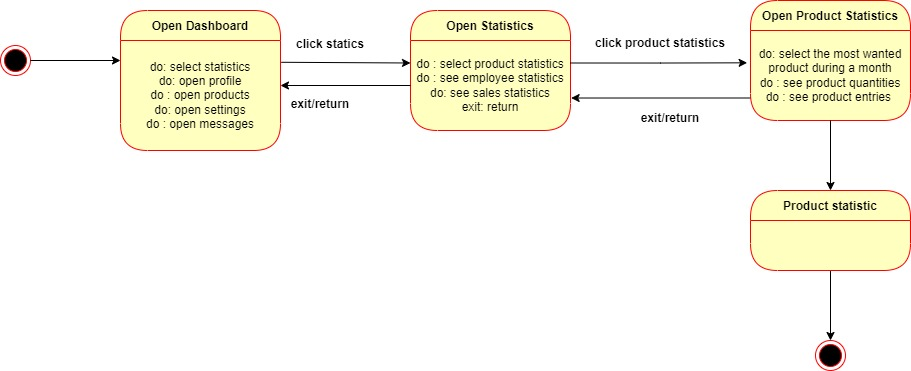 Open Dashboard
do: select statistics
do: open profile
do : open products
do: open settings
do : open messages
click statics
exit/return
Open Statistics
do : select product statistics
do : see employee statistics
do: see sales statistics
exit: return
click product statistics
exit/return
Open Product Statistics
do: select the most wanted
product during a month
do : see product quantities
do : see product entries
Product statistic